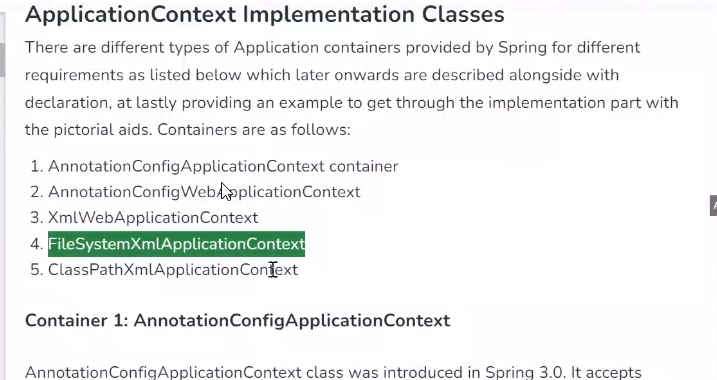 ApplicationContext Implementation Classes
There are different types of Application containers provided by Spring for different
requirements as listed below which later onwards are described alongside with
declaration, at lastly providing an example to get through the implementation part with
the pictorial aids. Containers are as follows:
1. AnnotationConfigApplicationContext container
2. AnnotationConfigWebApplicationContext
3. XmlWebApplicationContext
4. FileSystemXmlApplicationContext
5. ClassPathXmlApplicationContext
Container 1: AnnotationConfigApplicationContext
AnnotationConfigApplicationContext class was introduced in Spring 3.0. It accepts